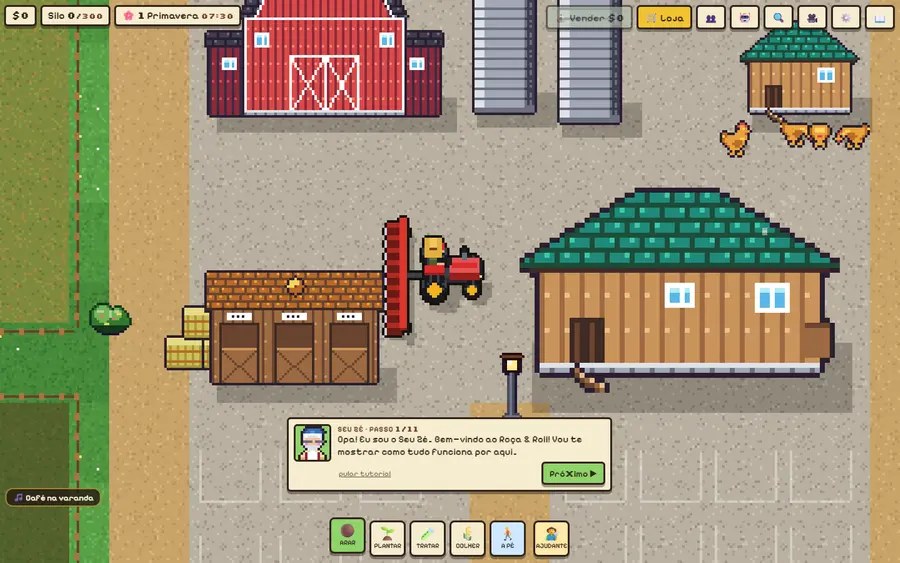 $0
Silo 0/300
1 Primavera 07:30
Vender $0
Loja
SEU ZÉ · PASSO 1/11
Opa! Eu sou o Seu Zé. Bem-vindo ao Roça & Roll! Vou te
mostrar como tudo funciona por aqui.
pular tutorial
Próximo ▶
Café na varanda
ARAR
PLANTAR
TRATAR
COLHER
A PÉ
AJUDANTE